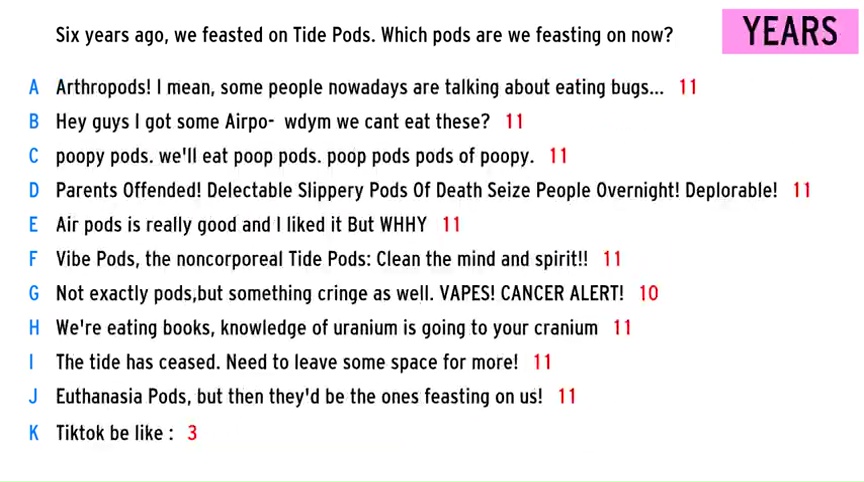 Six years ago, we feasted on Tide Pods. Which pods are we feasting on now?
YEARS
A Arthropods! I mean, some people nowadays are talking about eating bugs... 11
B Hey guys I got some Airpo- wdym we cant eat these? 11
C poopy pods. we'll eat poop pods. poop pods pods of poopy. 11
D Parents Offended! Delectable Slippery Pods Of Death Seize People Overnight! Deplorable! 11
E Air pods is really good and I liked it But WHHY 11
F Vibe Pods, the noncorporeal Tide Pods: Clean the mind and spirit!! 11
G Not exactly pods,but something cringe as well. VAPES! CANCER ALERT! 10
H We're eating books, knowledge of uranium is going to your cranium 11
I The tide has ceased. Need to leave some space for more! 11
J Euthanasia Pods, but then they'd be the ones feasting on us! 11
K Tiktok be like : 3